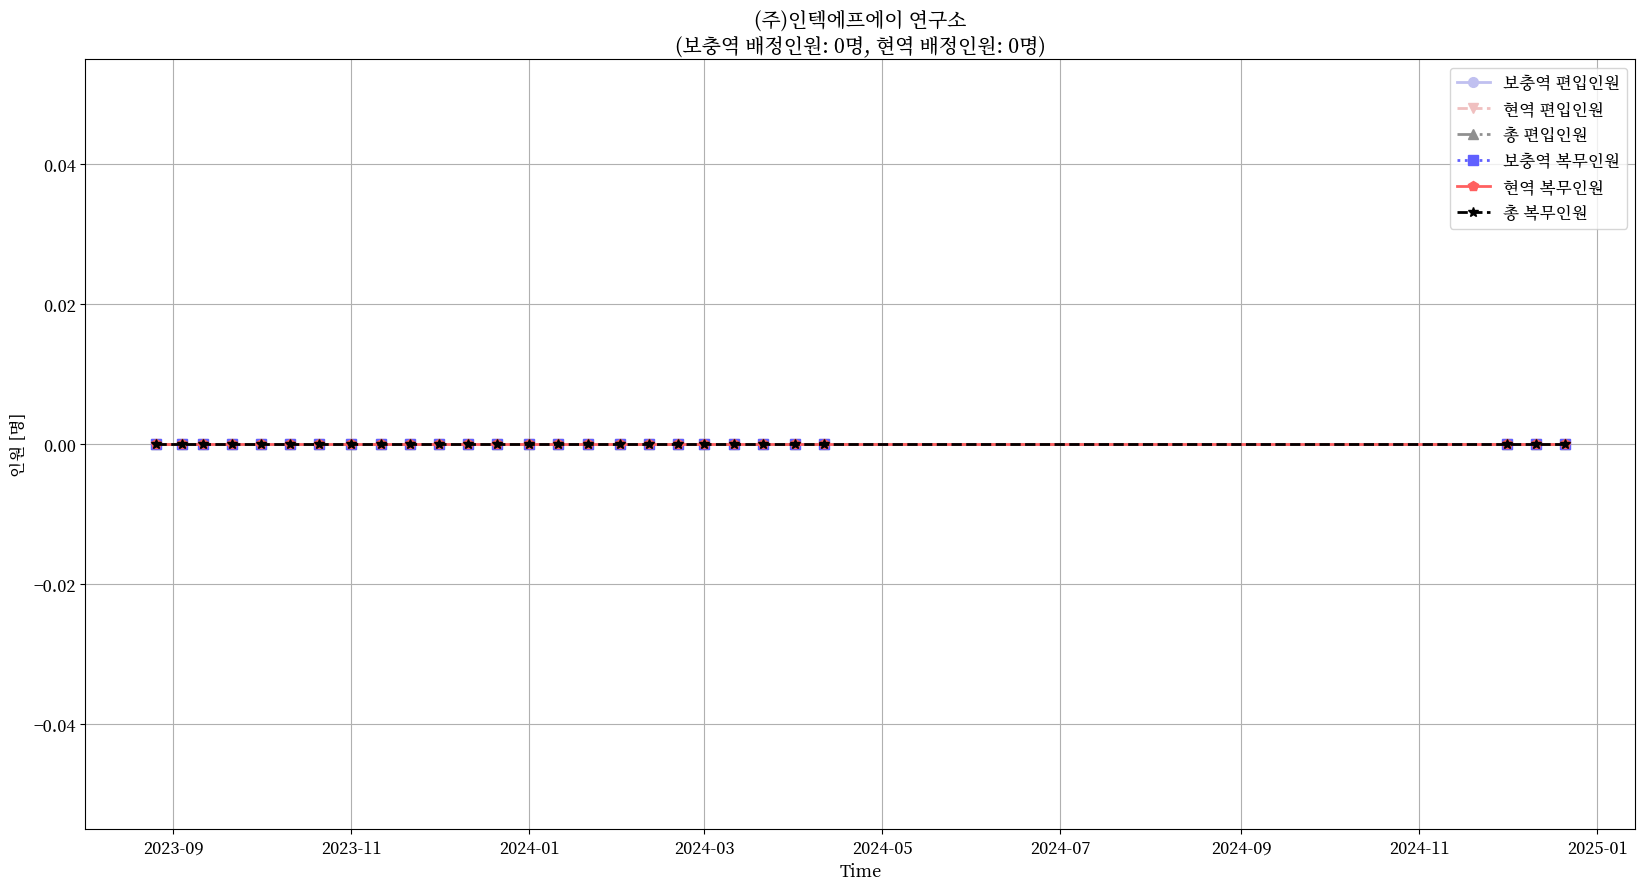 (주)인텍에프에이 연구소
(보충역 배정인원: 0명, 현역 배정인원: 0명)
보충역 편입인원
현역 편입인원
총 편입인원
보충역 복무인원
현역 복무인원
총 복무인원
인원 [명]
0.04
0.02
0.00
−0.02
−0.04
2023-09 2023-11 2024-01 2024-03 2024-05 2024-07 2024-09 2024-11 2025-01
Time